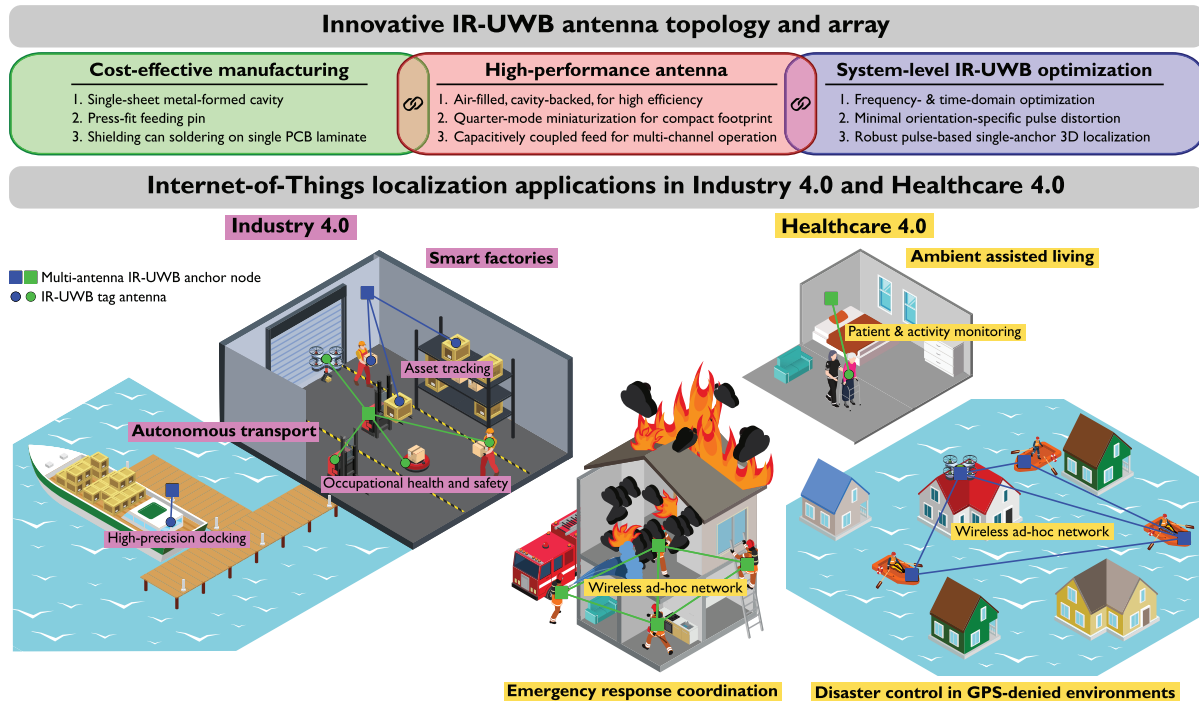 Innovative IR-UWB antenna topology and array
Cost-effective manufacturing
1. Single-sheet metal-formed cavity
2. Press-fit feeding pin
3. Shielding can soldering on single PCB laminate
High-performance antenna
1. Air-filled, cavity-backed, for high efficiency
2. Quarter-mode miniaturization for compact footprint
3. Capacitively coupled feed for multi-channel operation
System-level IR-UWB optimization
1. Frequency- & time-domain optimization
2. Minimal orientation-specific pulse distortion
3. Robust pulse-based single-anchor 3D localization
Internet-of-Things localization applications in Industry 4.0 and Healthcare 4.0
Industry 4.0
Smart factories
Multi-antenna IR-UWB anchor node
IR-UWB tag antenna
Asset tracking
Autonomous transport
Occupational health and safety
High-precision docking
Healthcare 4.0
Ambient assisted living
Patient & activity monitoring
Wireless ad-hoc network
Wireless ad-hoc network
Emergency response coordination
Disaster control in GPS-denied environments